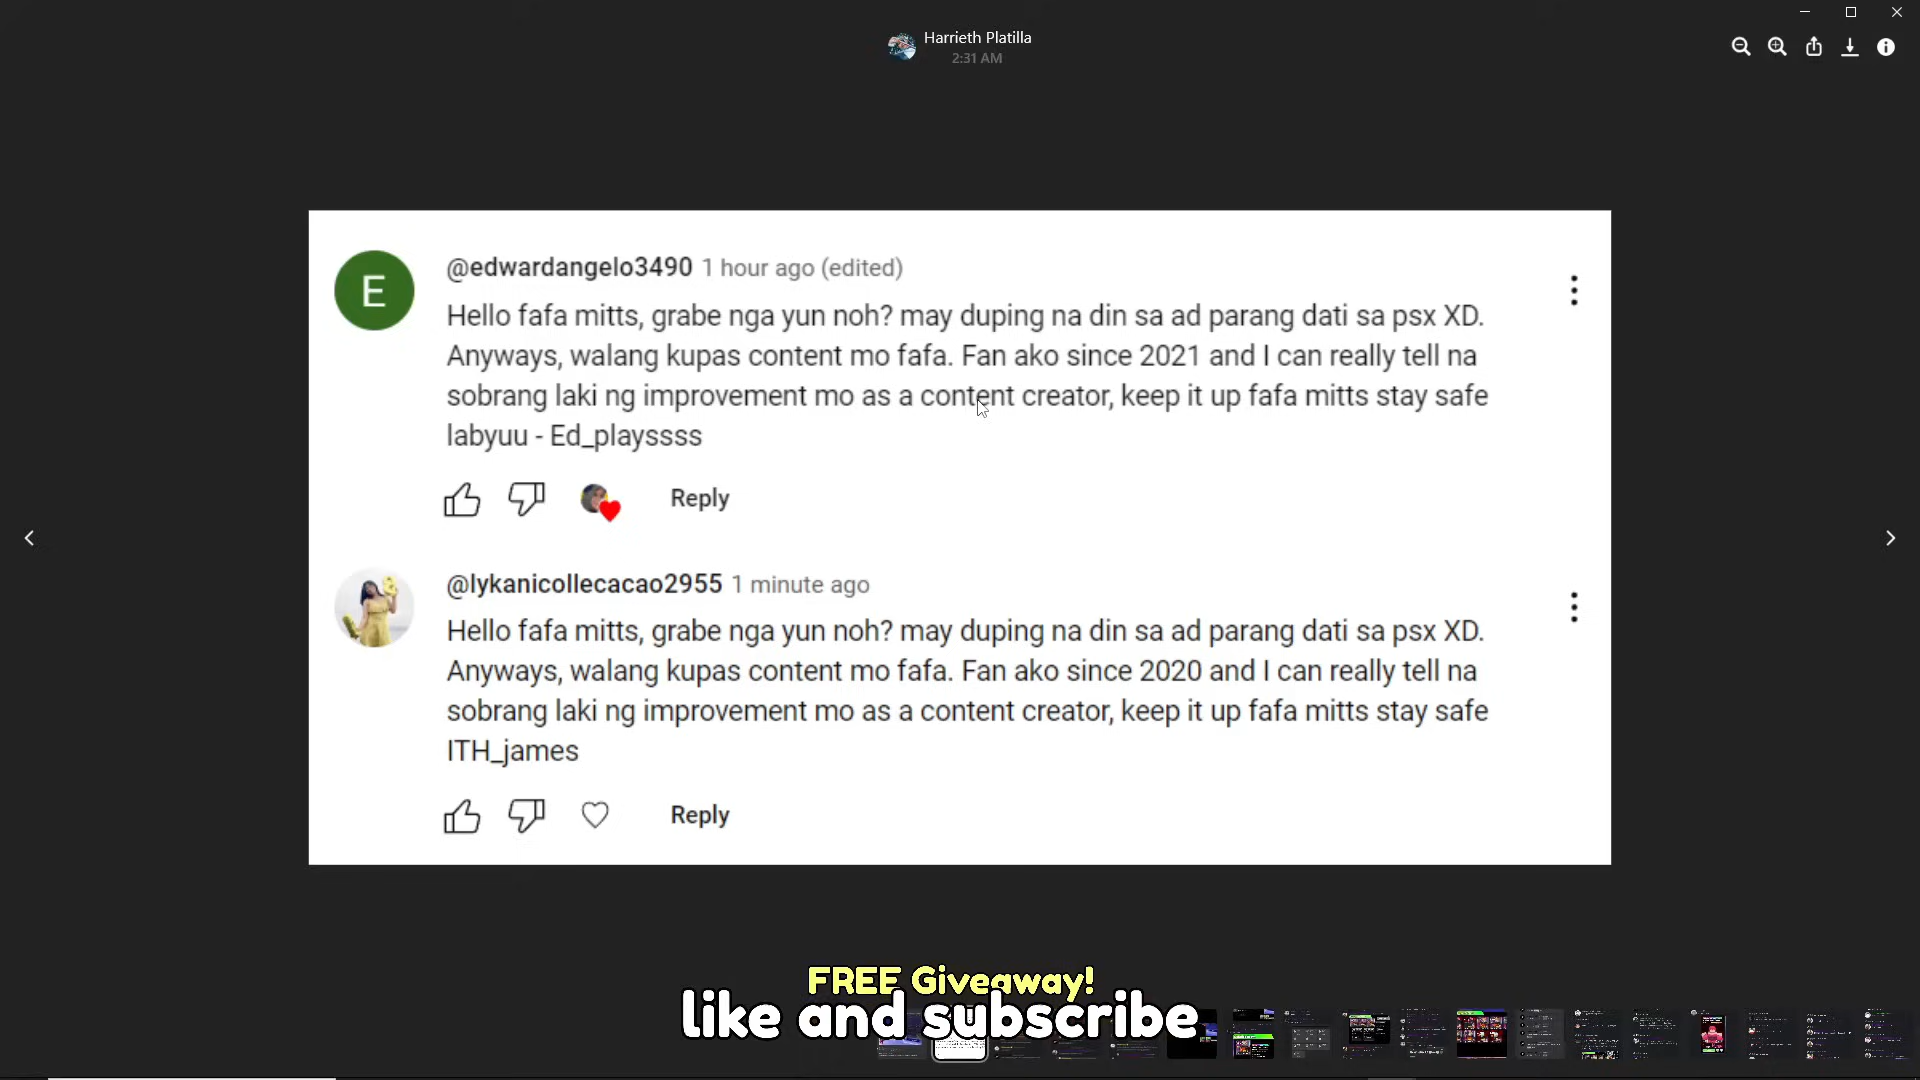 Harrieth Platilla
2:31 AM
E
@edwardangelo3490 1 hour ago (edited)
Hello fafa mitts, grabe nga yun noh? may duping na din sa ad parang dati sa psx XD.
Anyways, walang kupas content mo fafa. Fan ako since 2021 and I can really tell na
sobrang laki ng improvement mo as a content creator, keep it up fafa mitts stay safe
labyuu - Ed_playssss
Reply
@lykanicollecacao2955 1 minute ago
Hello fafa mitts, grabe nga yun noh? may duping na din sa ad parang dati sa psx XD.
Anyways, walang kupas content mo fafa. Fan ako since 2020 and I can really tell na
sobrang laki ng improvement mo as a content creator, keep it up fafa mitts stay safe
ITH_james
Reply
FREE Giveaway!
like and subscribe